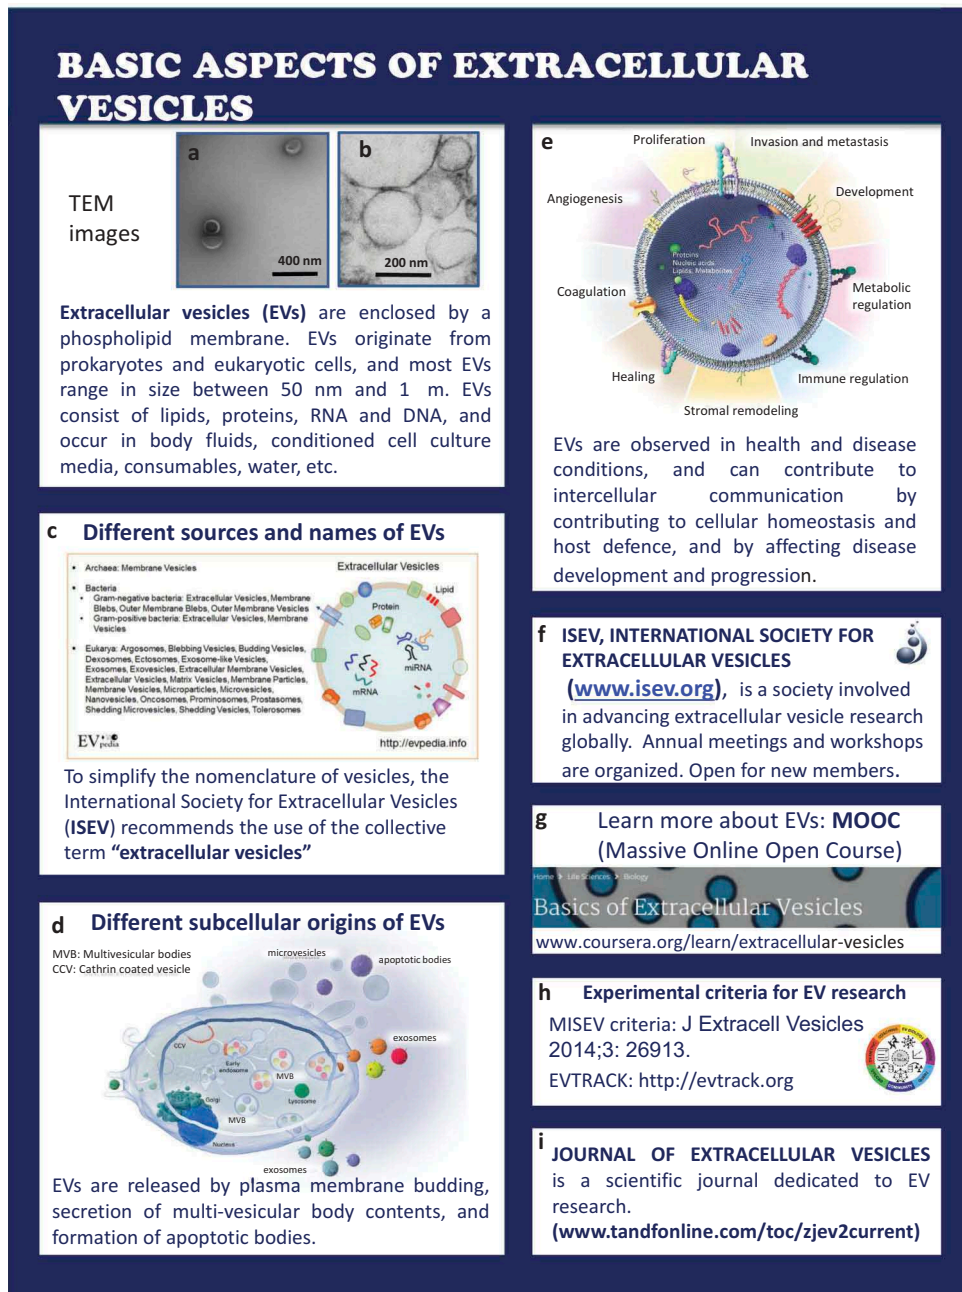 BASIC ASPECTS OF EXTRACELLULAR
VESICLES
TEM
images
a
400 nm
b
200 nm
Extracellular vesicles (EVs) are enclosed by a
phospholipid membrane. EVs originate from
prokaryotes and eukaryotic cells, and most EVs
range in size between 50 nm and 1 m. EVs
consist of lipids, proteins, RNA and DNA, and
occur in body fluids, conditioned cell culture
media, consumables, water, etc.
c Different sources and names of EVs
• Archaea: Membrane Vesicles
• Bacteria
• Gram-negative bacteria: Extracellular Vesicles, Membrane
Blebs, Outer Membrane Blebs, Outer Membrane Vesicles
• Gram-positive bacteria: Extracellular Vesicles, Membrane
Vesicles
• Eukarya: Argosomes, Blebbing Vesicles, Budding Vesicles,
Dexosomes, Ectosomes, Exosome-like Vesicles,
Exosomes, Exovesicles, Extracellular Membrane Vesicles,
Extracellular Vesicles, Matrix Vesicles, Membrane Particles,
Membrane Vesicles, Microparticles, Microvesicles,
Nanovesicles, Oncosomes, Prominosomes, Prostasomes,
Shedding Microvesicles, Shedding Vesicles, Tolerosomes
EVpedia
Extracellular Vesicles
Lipid
Protein
miRNA
mRNA
http://evpedia.info
To simplify the nomenclature of vesicles, the
International Society for Extracellular Vesicles
(ISEV) recommends the use of the collective
term “extracellular vesicles”
d Different subcellular origins of EVs
MVB: Multivesicular bodies
CCV: Cathrin coated vesicle
microvesicles
apoptotic bodies
exosomes
CCV
Early
endosome
MVB
Golgi
Lysosome
MVB
Nucleus
exosomes
EVs are released by plasma membrane budding,
secretion of multi-vesicular body contents, and
formation of apoptotic bodies.
e
Proliferation
Invasion and metastasis
Angiogenesis
Development
Proteins
Nucleic acids
Lipids, Metabolites
Coagulation
Metabolic
regulation
Healing
Immune regulation
Stromal remodeling
EVs are observed in health and disease
conditions, and can contribute to
intercellular communication by
contributing to cellular homeostasis and
host defence, and by affecting disease
development and progression.
f ISEV, INTERNATIONAL SOCIETY FOR
EXTRACELLULAR VESICLES
(www.isev.org), is a society involved
in advancing extracellular vesicle research
globally. Annual meetings and workshops
are organized. Open for new members.
g Learn more about EVs: MOOC
(Massive Online Open Course)
Home > Life Sciences > Biology
Basics of Extracellular Vesicles
www.coursera.org/learn/extracellular-vesicles
h Experimental criteria for EV research
MISEV criteria: J Extracell Vesicles
2014;3: 26913.
EVTRACK: http://evtrack.org
i JOURNAL OF EXTRACELLULAR VESICLES
is a scientific journal dedicated to EV
research.
(www.tandfonline.com/toc/zjev2current)